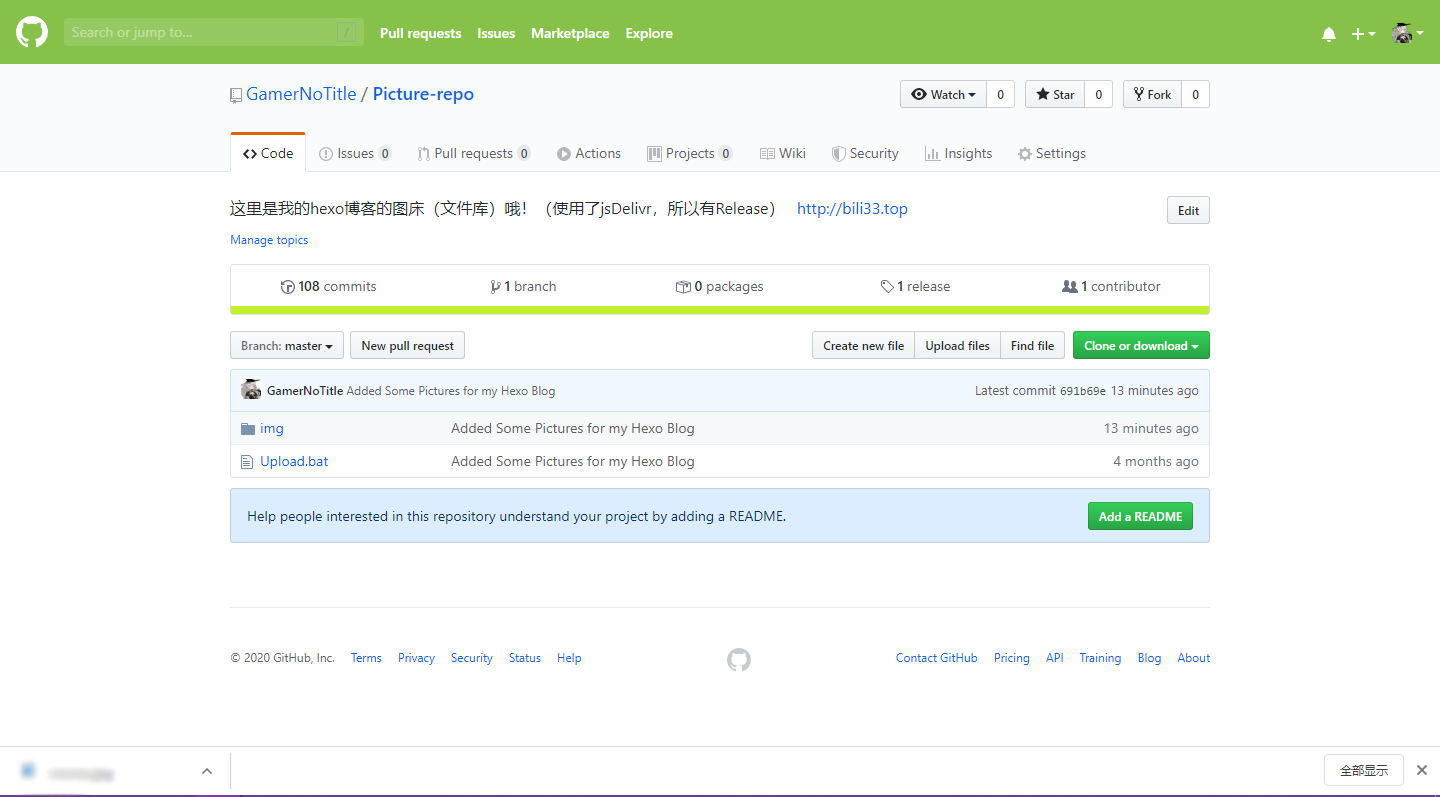 Search or jump to... / Pull requests Issues Marketplace Explore
GamerNoTitle / Picture-repo Watch 0 Star 0 Fork 0
Code Issues 0 Pull requests 0 Actions Projects 0 Wiki Security Insights Settings
这里是我的hexo博客的图床（文件库）哦！（使用了jsDelivr，所以有Release） http://bili33.top Edit
Manage topics
108 commits 1 branch 0 packages 1 release 1 contributor
Branch: master New pull request Create new file Upload files Find file Clone or download
GamerNoTitle Added Some Pictures for my Hexo Blog Latest commit 691b69e 13 minutes ago
img Added Some Pictures for my Hexo Blog 13 minutes ago
Upload.bat Added Some Pictures for my Hexo Blog 4 months ago
Help people interested in this repository understand your project by adding a README. Add a README
© 2020 GitHub, Inc. Terms Privacy Security Status Help Contact GitHub Pricing API Training Blog About
全部显示